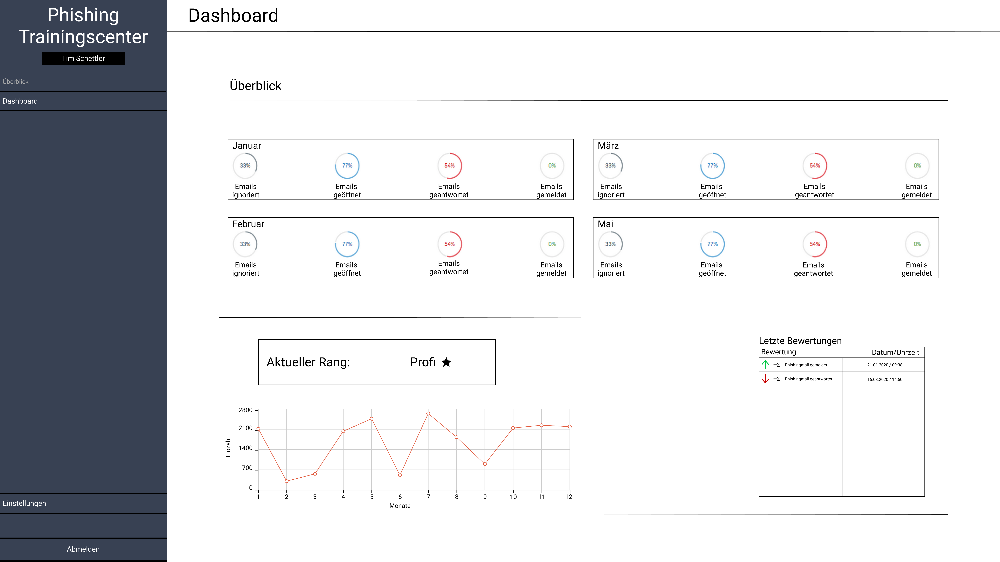 Phishing
Trainingscenter
Tim Schettler
Überblick
Dashboard
Einstellungen
Abmelden
Dashboard
Überblick
Januar
33%
77%
54%
0%
Emails
ignoriert
Emails
geöffnet
Emails
geantwortet
Emails
gemeldet
März
33%
77%
54%
0%
Emails
ignoriert
Emails
geöffnet
Emails
geantwortet
Emails
gemeldet
Februar
33%
77%
54%
0%
Emails
ignoriert
Emails
geöffnet
Emails
geantwortet
Emails
gemeldet
Mai
33%
77%
54%
0%
Emails
ignoriert
Emails
geöffnet
Emails
geantwortet
Emails
gemeldet
Aktueller Rang: Profi ★
2800
2100
1400
700
0
Elozahl
1 2 3 4 5 6 7 8 9 10 11 12
Monate
Letzte Bewertungen
Bewertung Datum/Uhrzeit
+2 Phishingmail gemeldet 21.01.2020 / 09:38
–2 Phishingmail geantwortet 15.03.2020 / 14:50